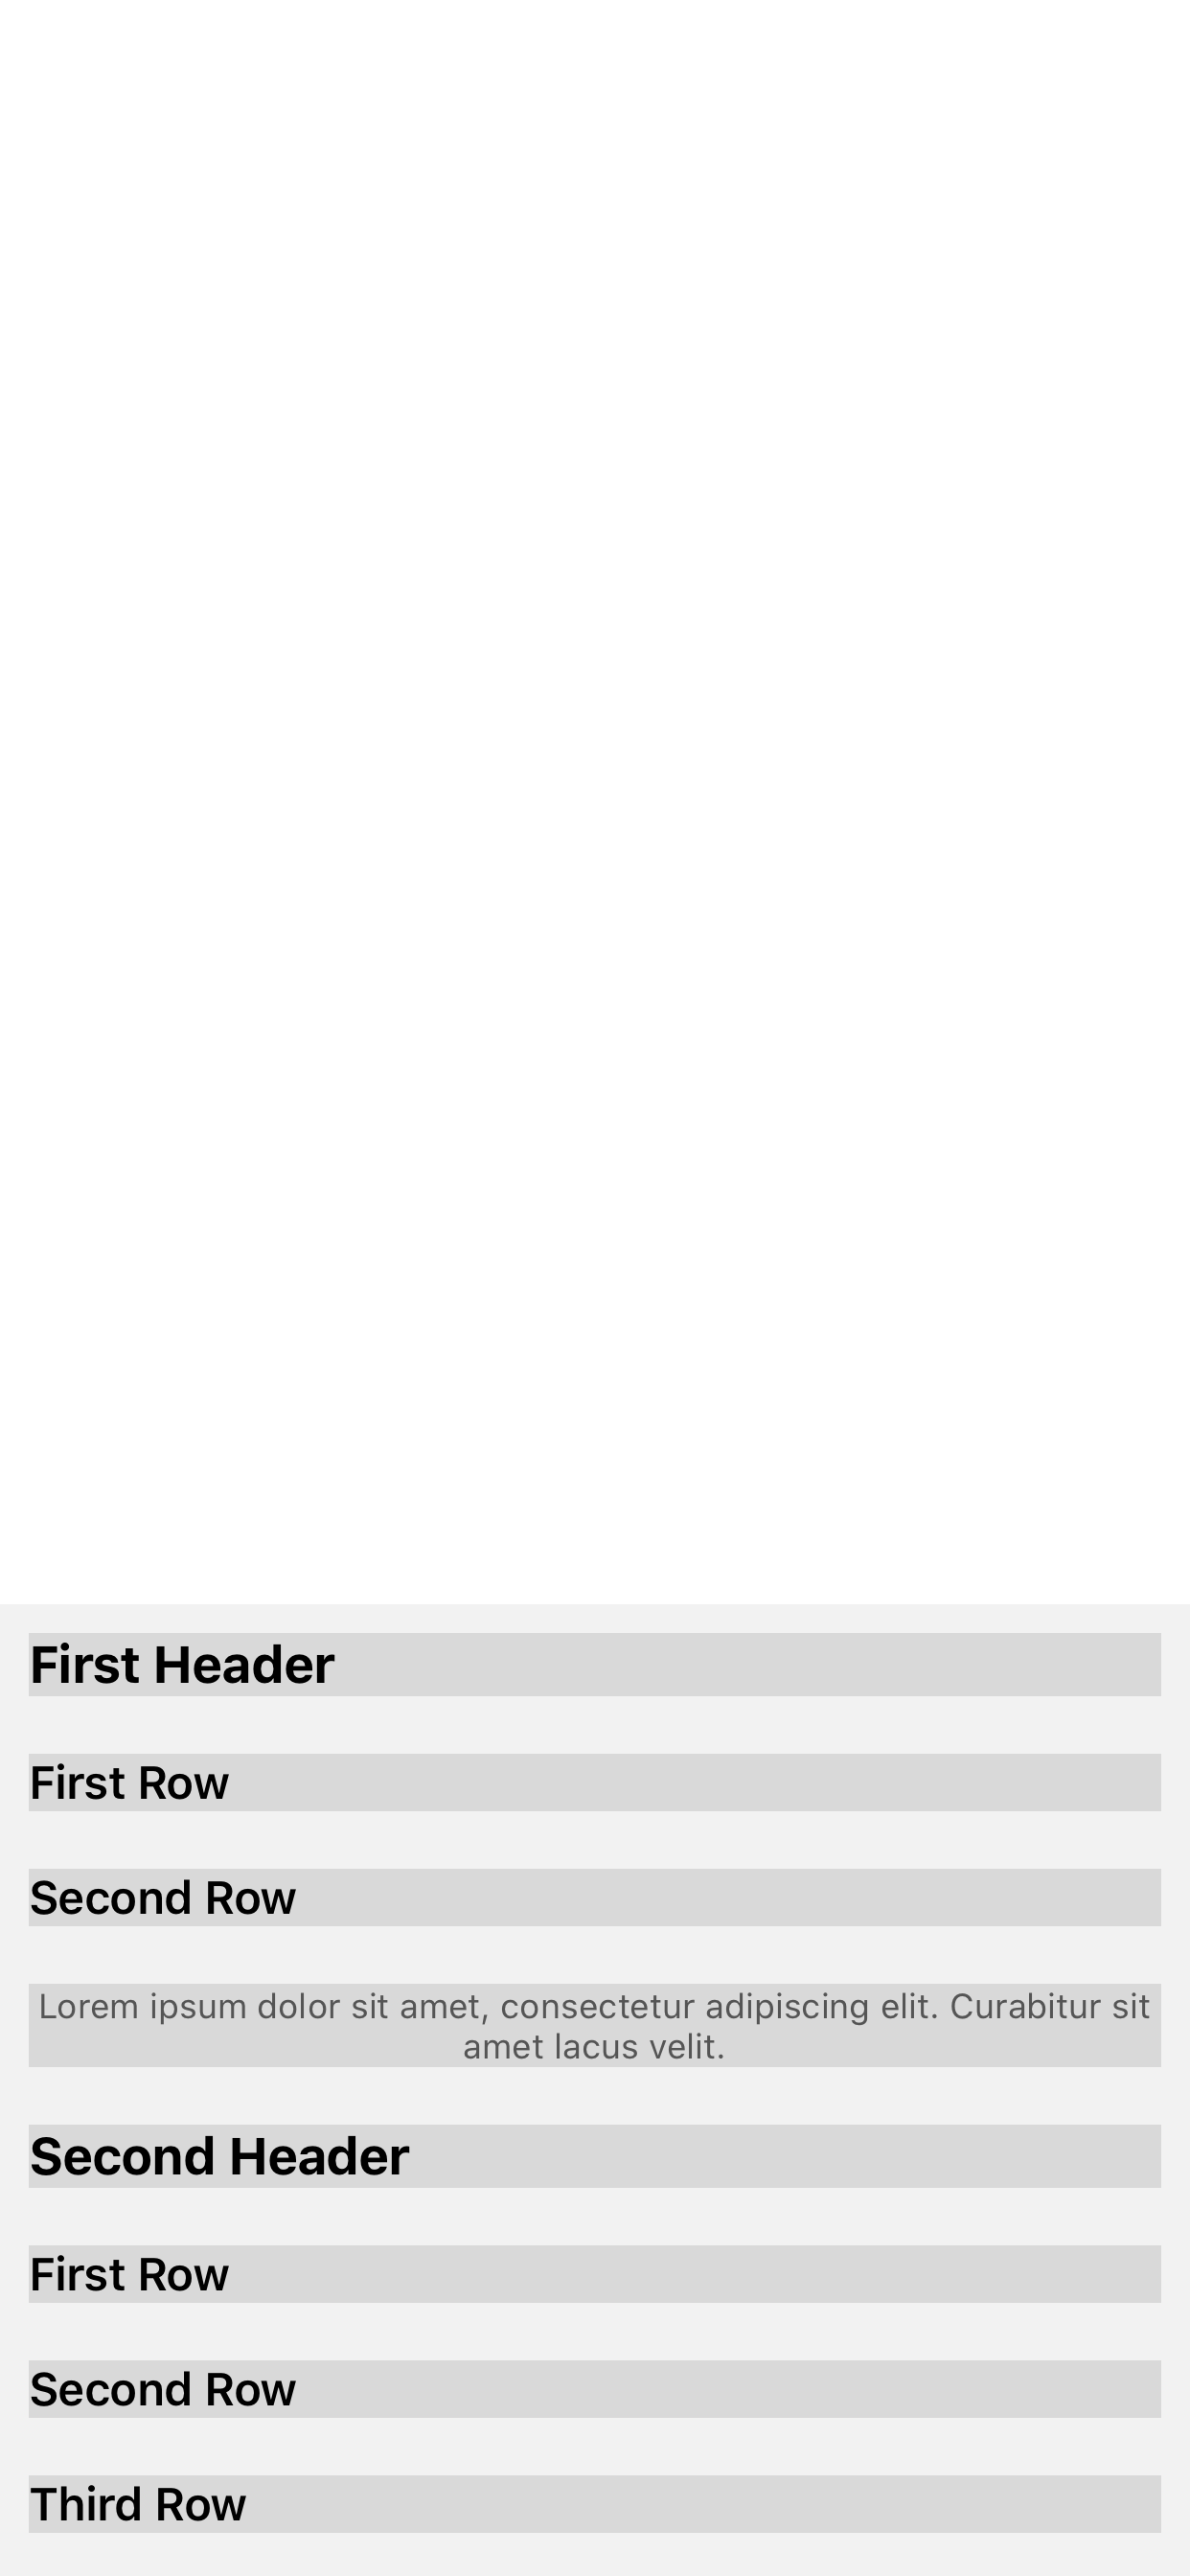 First Header
First Row
Second Row
Lorem ipsum dolor sit amet, consectetur adipiscing elit. Curabitur sit
amet lacus velit.
Second Header
First Row
Second Row
Third Row